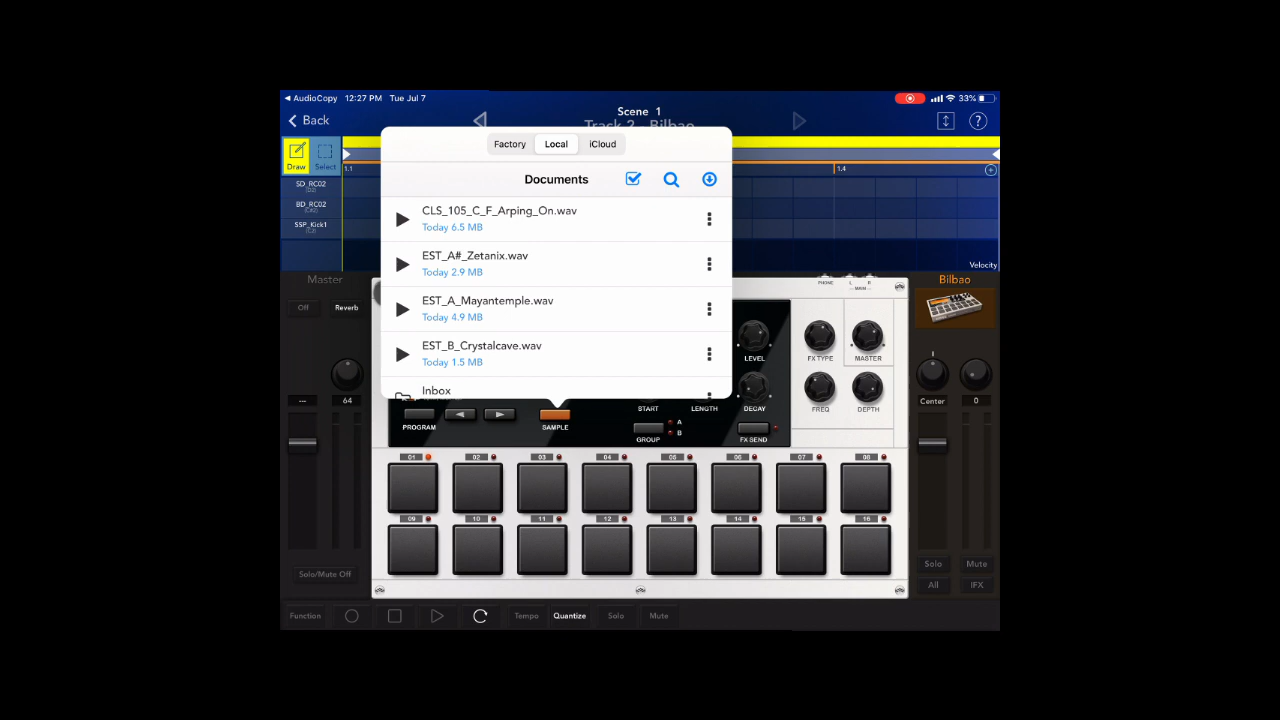 AudioCopy 12:27 PM Tue Jul 7
33%
Back
Scene 1
Track 2 - Bilbao
?
Draw
Select
Factory
Local
iCloud
Documents
1.1
1.4
SD_RC02
BD_RC02
SSP_Kick1
CLS_105_C_F_Arping_On.wav
Today 6.5 MB
EST_A#_Zetanix.wav
Today 2.9 MB
EST_A_Mayantemple.wav
Today 4.9 MB
EST_B_Crystalcave.wav
Today 1.5 MB
Inbox
Velocity
Master
Bilbao
PHONE L R
MAIN
Off
Reverb
LEVEL
FX TYPE
MASTER
--- 64
START
LENGTH
DECAY
FREQ
DEPTH
Center
0
PROGRAM
SAMPLE
GROUP
A
B
FX SEND
01 02 03 04 05 06 07 08
09 10 11 12 13 14 15 16
Solo/Mute Off
Solo
Mute
All
IFX
Function
Tempo
Quantize
Solo
Mute